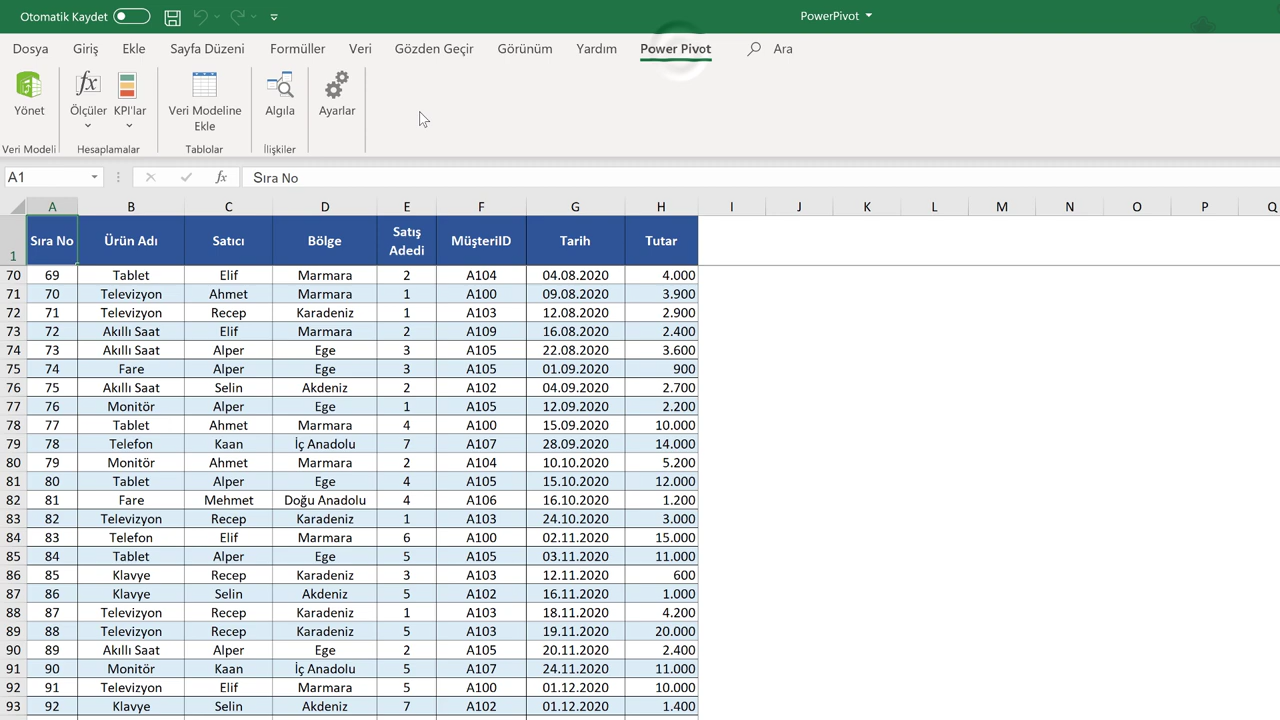 Otomatik Kaydet PowerPivot
Dosya Giriş Ekle Sayfa Düzeni Formüller Veri Gözden Geçir Görünüm Yardım Power Pivot Ara
Yönet Ölçüler KPI'lar Veri Modeline Ekle Algıla Ayarlar
Veri Modeli Hesaplamalar Tablolar İlişkiler
A1 fx Sıra No
A B C D E F G H I J K L M N O P Q
1 Sıra No Ürün Adı Satıcı Bölge Satış Adedi MüşteriID Tarih Tutar
70 69 Tablet Elif Marmara 2 A104 04.08.2020 4.000
71 70 Televizyon Ahmet Marmara 1 A100 09.08.2020 3.900
72 71 Televizyon Recep Karadeniz 1 A103 12.08.2020 2.900
73 72 Akıllı Saat Elif Marmara 2 A109 16.08.2020 2.400
74 73 Akıllı Saat Alper Ege 3 A105 22.08.2020 3.600
75 74 Fare Alper Ege 3 A105 01.09.2020 900
76 75 Akıllı Saat Selin Akdeniz 2 A102 04.09.2020 2.700
77 76 Monitör Alper Ege 1 A105 12.09.2020 2.200
78 77 Tablet Ahmet Marmara 4 A100 15.09.2020 10.000
79 78 Telefon Kaan İç Anadolu 7 A107 28.09.2020 14.000
80 79 Monitör Ahmet Marmara 2 A104 10.10.2020 5.200
81 80 Tablet Alper Ege 4 A105 15.10.2020 12.000
82 81 Fare Mehmet Doğu Anadolu 4 A106 16.10.2020 1.200
83 82 Televizyon Recep Karadeniz 1 A103 24.10.2020 3.000
84 83 Telefon Elif Marmara 6 A100 02.11.2020 15.000
85 84 Tablet Alper Ege 5 A105 03.11.2020 11.000
86 85 Klavye Recep Karadeniz 3 A103 12.11.2020 600
87 86 Klavye Selin Akdeniz 5 A102 16.11.2020 1.000
88 87 Televizyon Recep Karadeniz 1 A103 18.11.2020 4.200
89 88 Televizyon Recep Karadeniz 5 A103 19.11.2020 20.000
90 89 Akıllı Saat Alper Ege 2 A105 20.11.2020 2.400
91 90 Monitör Kaan İç Anadolu 5 A107 24.11.2020 11.000
92 91 Televizyon Elif Marmara 5 A100 01.12.2020 10.000
93 92 Klavye Selin Akdeniz 7 A102 01.12.2020 1.400